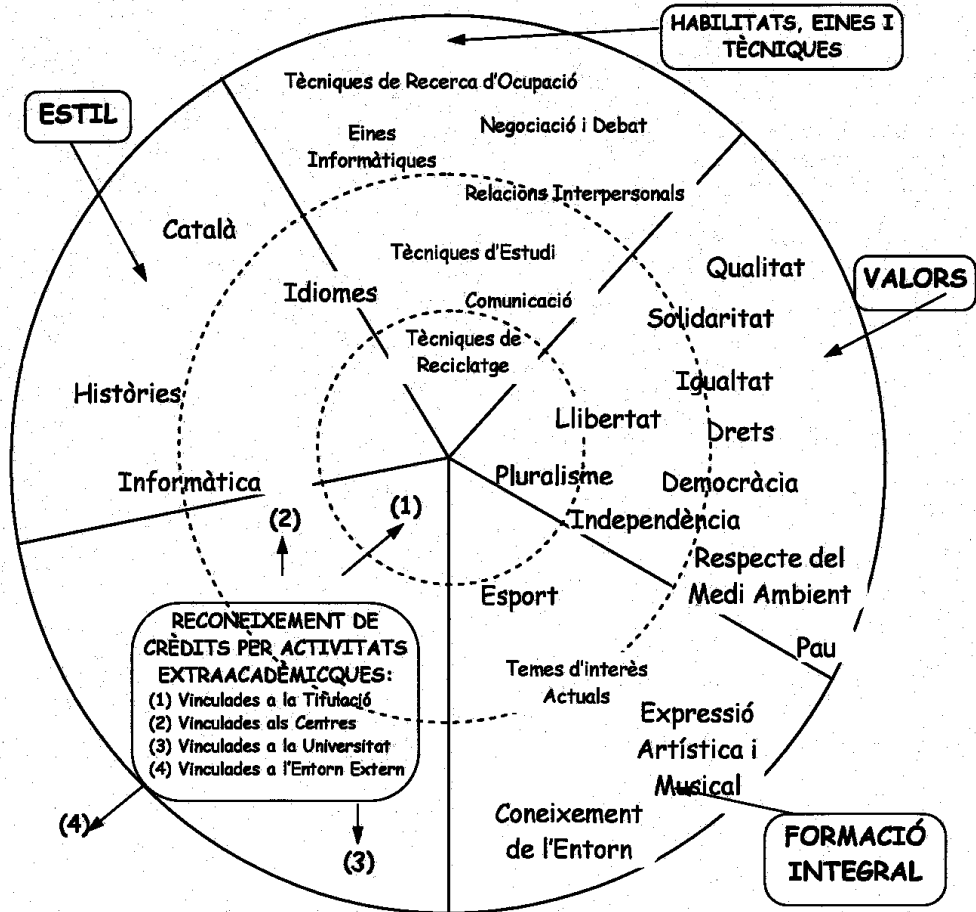 HABILITATS, EINES I
TÈCNIQUES
Tècniques de Recerca d'Ocupació
ESTIL
Negociació i Debat
Eines
Informàtiques
Relacións Interpersonals
Català
Tècniques d'Estudi
Qualitat
VALORS
Idiomes
Comunicació
Solidaritat
Tècniques de
Reciclatge
Igualtat
Històries
Llibertat
Drets
Informàtica
Pluralisme
Democràcia
(2)
(1)
Independència
Respecte del
Medi Ambient
Esport
RECONEIXEMENT DE
CRÈDITS PER ACTIVITATS
EXTRAACADÈMICQUES:
(1) Vinculades a la Titulació
(2) Vinculades als Centres
(3) Vinculades a la Universitat
(4) Vinculades a l'Entorn Extern
Pau
Temes d'interès
Actuals
Expressió
Artística i
Musical
Coneixement
de l'Entorn
(4)
(3)
FORMACIÓ
INTEGRAL